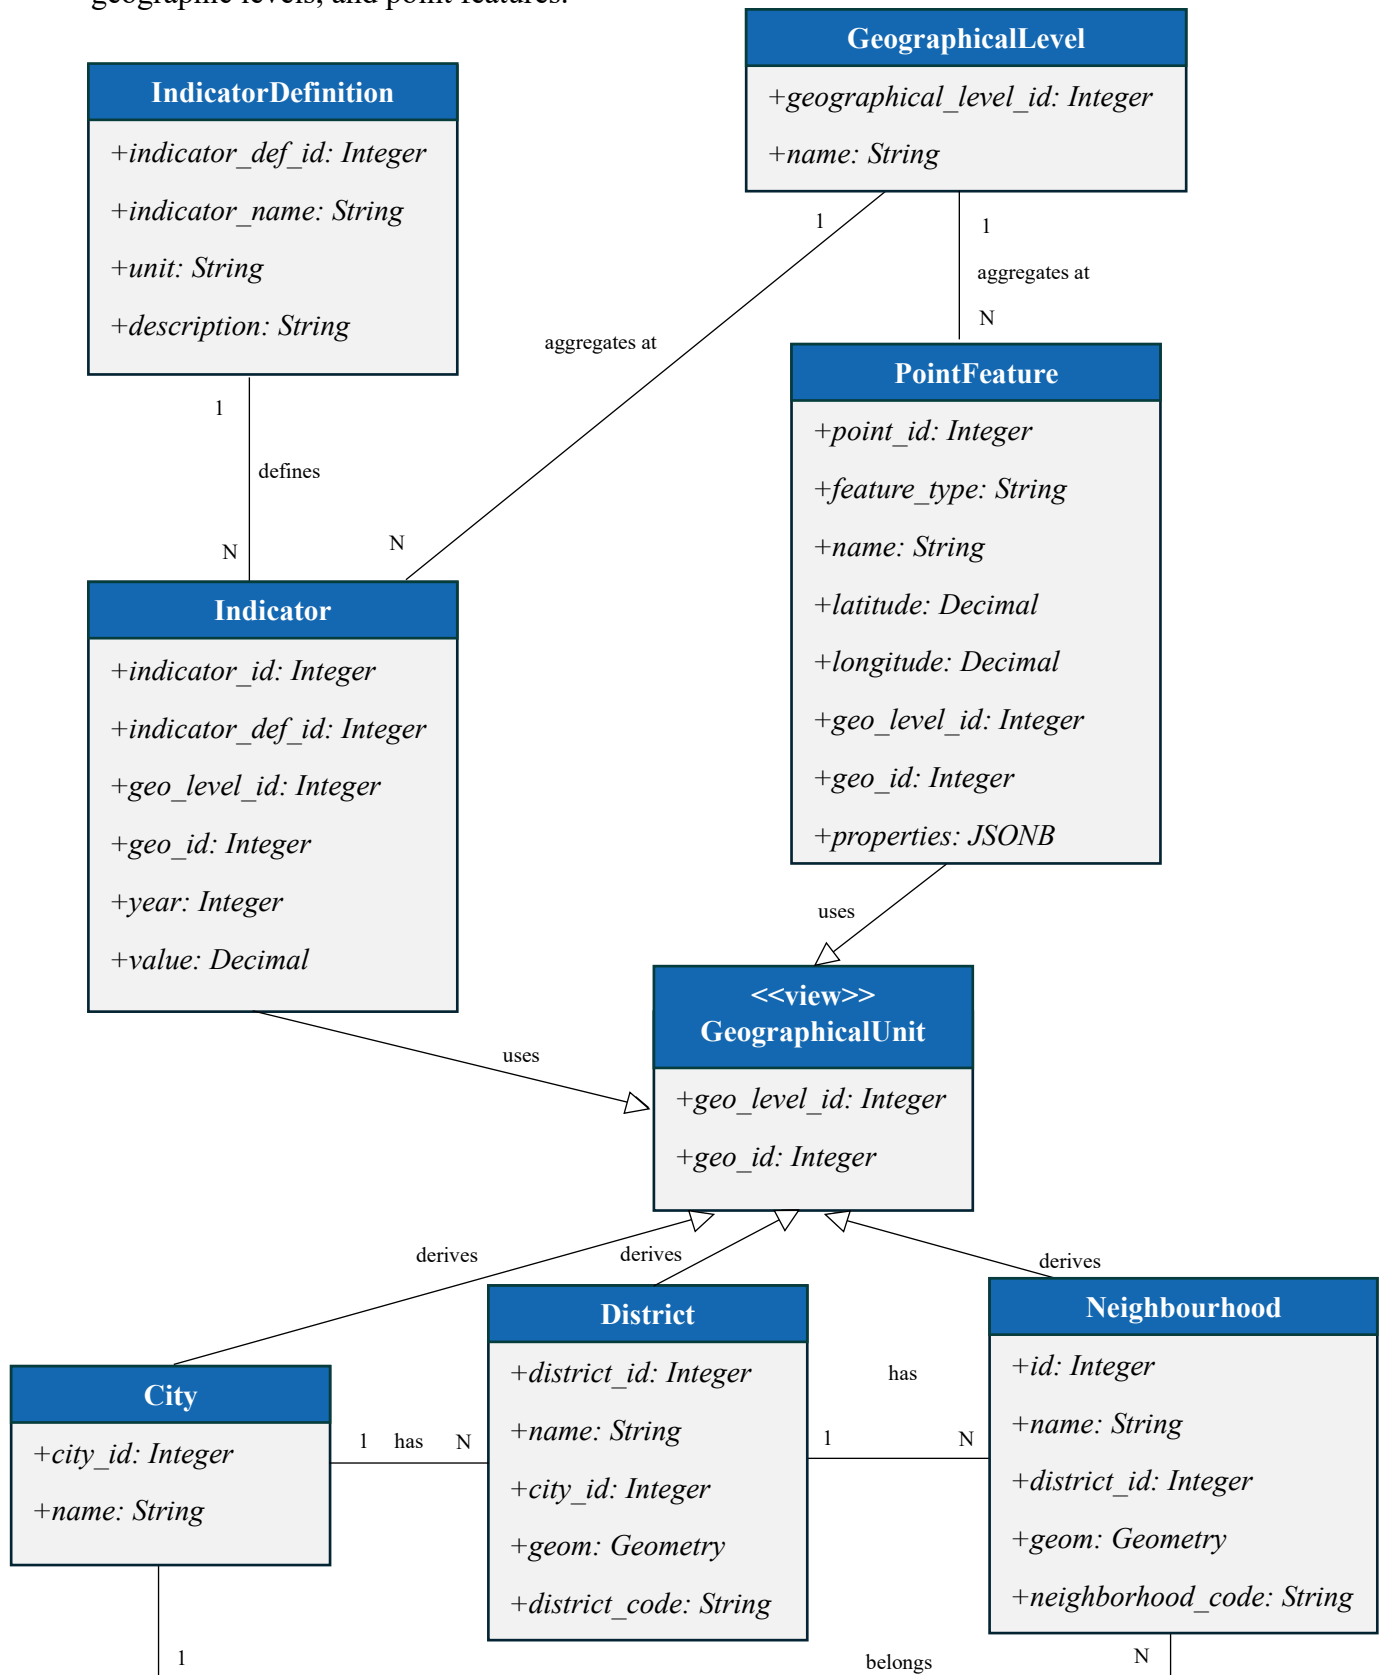 geographic levels, and point features.
GeographicalLevel
+geographical_level_id: Integer
+name: String
IndicatorDefinition
+indicator_def_id: Integer
+indicator_name: String
+unit: String
+description: String
1
1
aggregates at
N
aggregates at
1
defines
N
N
PointFeature
+point_id: Integer
+feature_type: String
+name: String
+latitude: Decimal
+longitude: Decimal
+geo_level_id: Integer
+geo_id: Integer
+properties: JSONB
Indicator
+indicator_id: Integer
+indicator_def_id: Integer
+geo_level_id: Integer
+geo_id: Integer
+year: Integer
+value: Decimal
uses
uses
<<view>>
GeographicalUnit
+geo_level_id: Integer
+geo_id: Integer
derives
derives
derives
City
+city_id: Integer
+name: String
1 has N
District
+district_id: Integer
+name: String
+city_id: Integer
+geom: Geometry
+district_code: String
has
1 N
Neighbourhood
+id: Integer
+name: String
+district_id: Integer
+geom: Geometry
+neighborhood_code: String
1
belongs
N